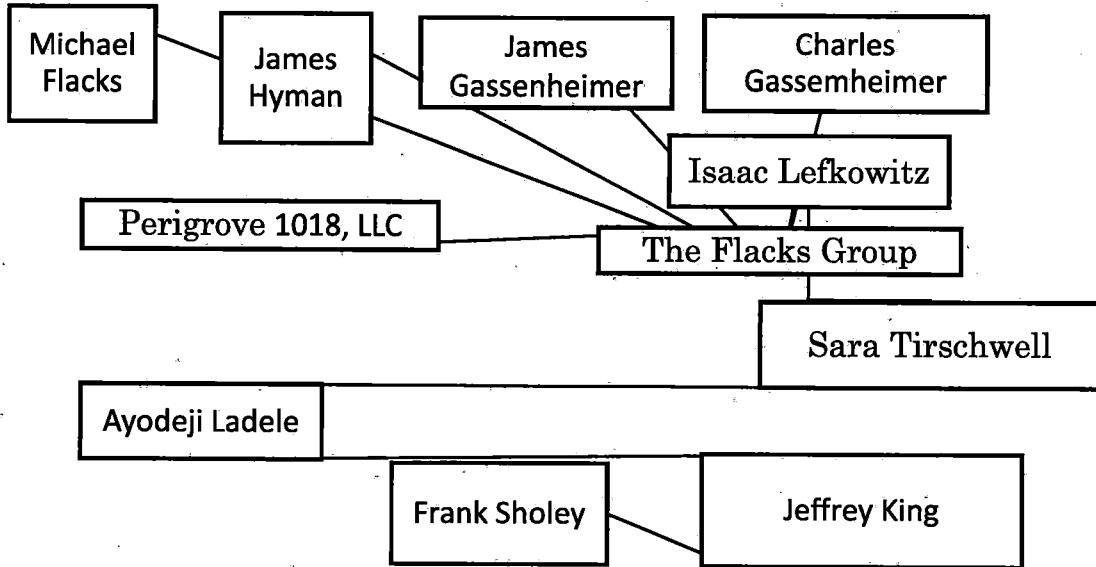 Michael
Flacks
James
Hyman
James
Gassenheimer
Charles
Gassemheimer
Isaac Lefkowitz
Perigrove 1018, LLC
The Flacks Group
Sara Tirschwell
Ayodeji Ladele
Frank Sholey
Jeffrey King